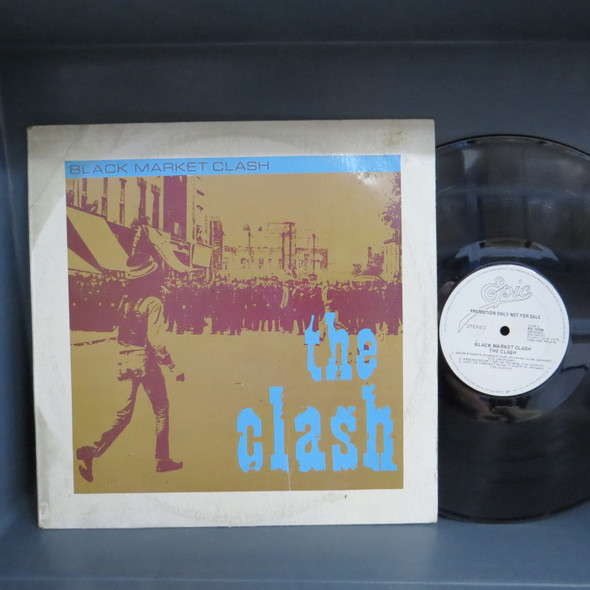 BLACK MARKET CLASH
the
clash
Epic
PROMOTION ONLY NOT FOR SALE
STEREO
BLACK MARKET CLASH
THE CLASH